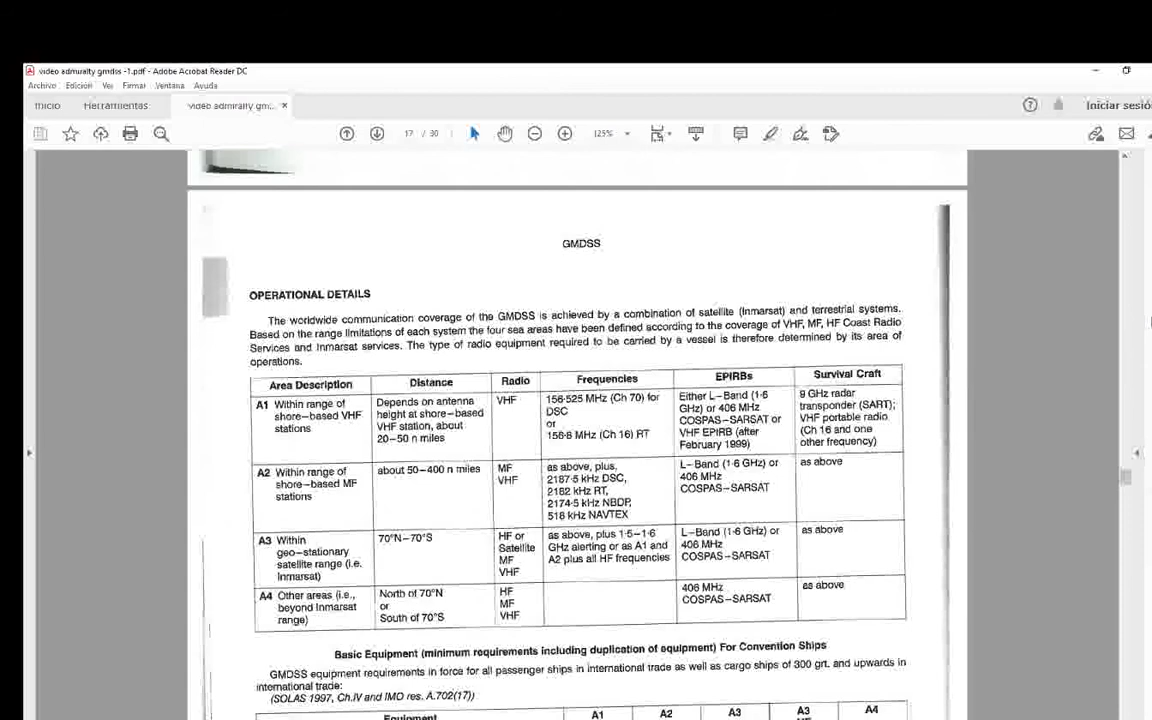 video admiralty gmdss -1.pdf - Adobe Acrobat Reader DC
Archivo Edición Ver Firmar Ventana Ayuda
Inicio Herramientas video admiralty gm... × Iniciar sesió
17 / 30 125%
GMDSS
OPERATIONAL DETAILS
The worldwide communication coverage of the GMDSS is achieved by a combination of satellite (Inmarsat) and terrestrial systems.
Based on the range limitations of each system the four sea areas have been defined according to the coverage of VHF, MF, HF Coast Radio
Services and Inmarsat services. The type of radio equipment required to be carried by a vessel is therefore determined by its area of
operations.
Area Description Distance Radio Frequencies EPIRBs Survival Craft
A1 Within range of
shore-based VHF
stations
Depends on antenna
height at shore-based
VHF station, about
20-50 n miles
VHF
156·525 MHz (Ch 70) for
DSC
or
156·8 MHz (Ch 16) RT
Either L-Band (1·6
GHz) or 406 MHz
COSPAS-SARSAT or
VHF EPIRB (after
February 1999)
9 GHz radar
transponder (SART);
VHF portable radio
(Ch 16 and one
other frequency)
A2 Within range of
shore-based MF
stations
about 50-400 n miles
MF
VHF
as above, plus,
2187·5 kHz DSC,
2182 kHz RT,
2174·5 kHz NBDP,
518 kHz NAVTEX
L-Band (1·6 GHz) or
406 MHz
COSPAS-SARSAT
as above
A3 Within
geo-stationary
satellite range (i.e.
Inmarsat)
70°N-70°S
HF or
Satellite
MF
VHF
as above, plus 1·5-1·6
GHz alerting or as A1 and
A2 plus all HF frequencies
L-Band (1·6 GHz) or
406 MHz
COSPAS-SARSAT
as above
A4 Other areas (i.e.,
beyond Inmarsat
range)
North of 70°N
or
South of 70°S
HF
MF
VHF
406 MHz
COSPAS-SARSAT
as above
Basic Equipment (minimum requirements including duplication of equipment) For Convention Ships
GMDSS equipment requirements in force for all passenger ships in international trade as well as cargo ships of 300 grt. and upwards in
international trade:
(SOLAS 1997, Ch.IV and IMO res. A.702(17))
Equipment A1 A2 A3 A3 A4